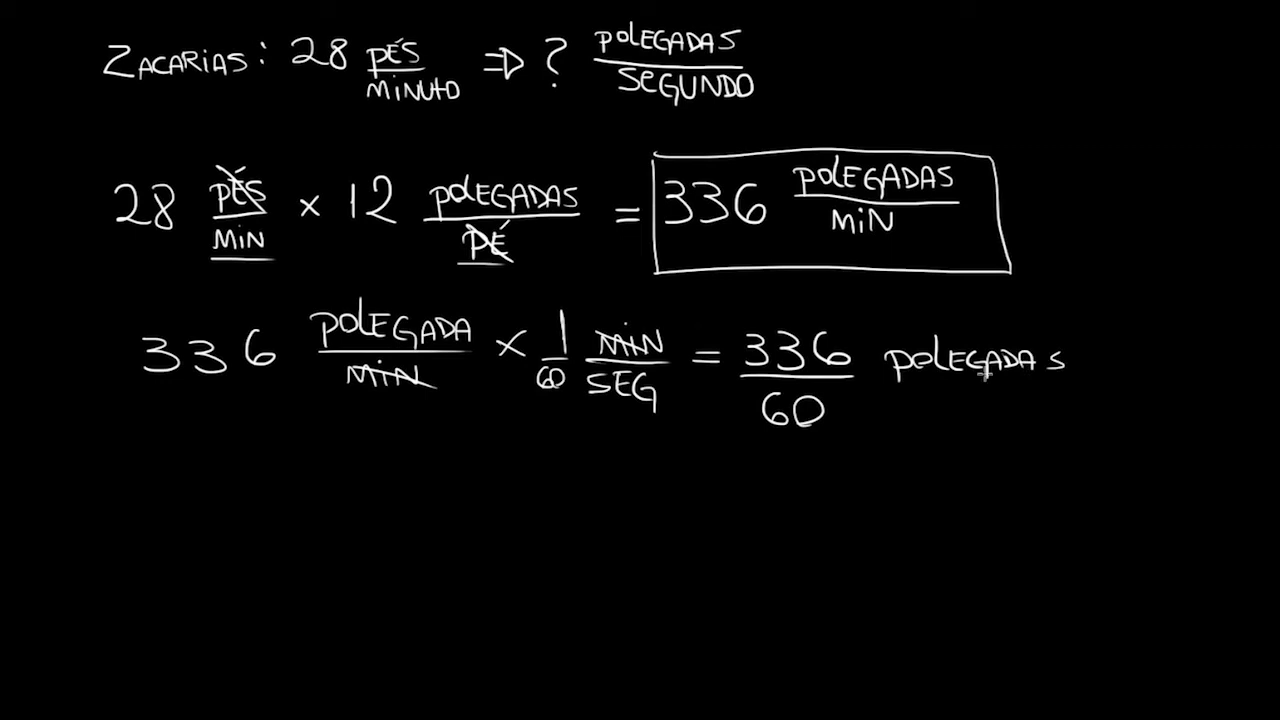 ZACARIAS: 28 PÉS/MINUTO ⇒ ? POLEGADAS/SEGUNDO
28 PÉS/MIN × 12 POLEGADAS/PÉ = 336 POLEGADAS/MIN
336 POLEGADA/MIN × 1/60 MIN/SEG = 336/60 POLEGADAS